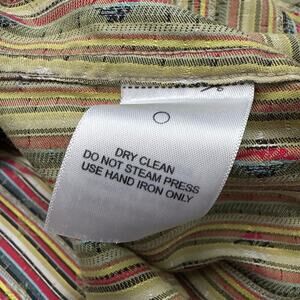 DRY CLEAN
DO NOT STEAM PRESS
USE HAND IRON ONLY